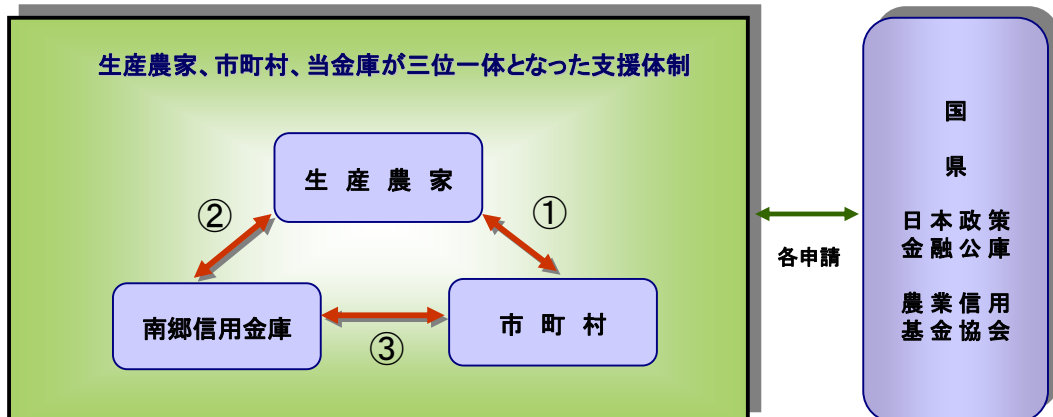 生産農家、市町村、当金庫が三位一体となった支援体制
生産農家
②
①
南郷信用金庫
市町村
③
各申請
国
県
日本政策
金融公庫
農業信用
基金協会